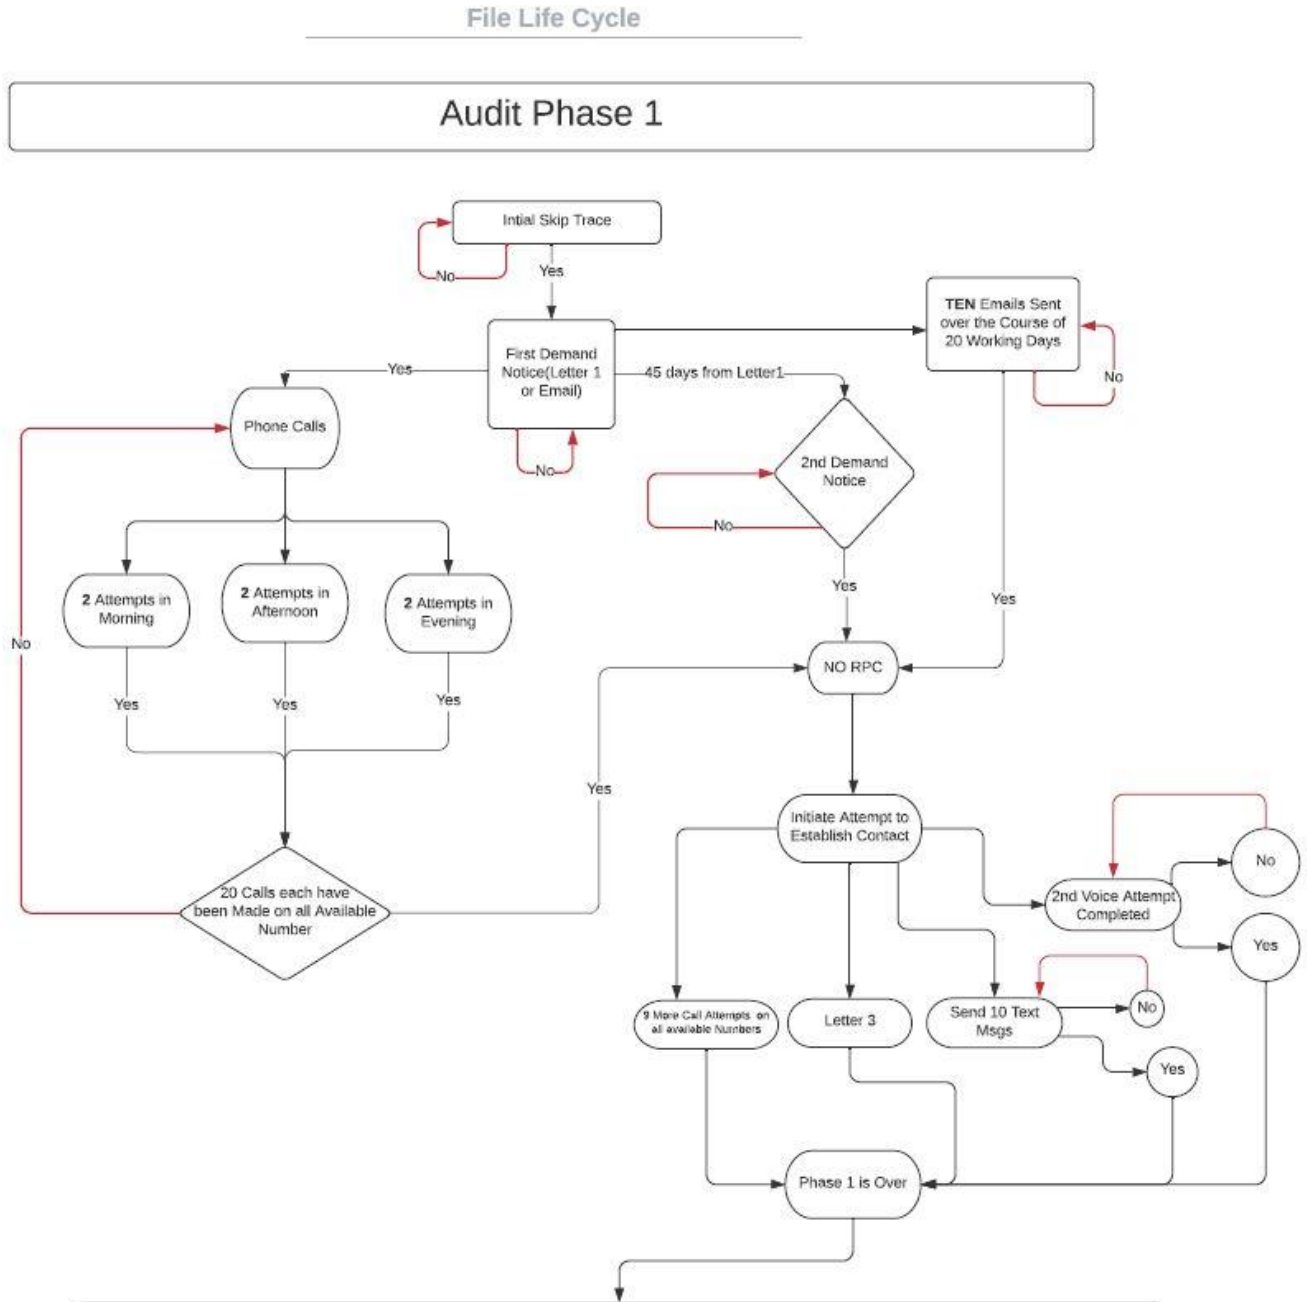 File Life Cycle
Audit Phase 1
Intial Skip Trace
No
Yes
TEN Emails Sent
over the Course of
20 Working Days
No
First Demand
Notice(Letter 1
or Email)
Yes
45 days from Letter1
No
Phone Calls
2nd Demand
Notice
No
Yes
Yes
2 Attempts in
Morning
2 Attempts in
Afternoon
2 Attempts in
Evening
No
Yes
Yes
Yes
NO RPC
Yes
20 Calls each have
been Made on all Available
Number
Initiate Attempt to
Establish Contact
2nd Voice Attempt
Completed
No
Yes
9 More Call Attempts on
all available Numbers
Letter 3
Send 10 Text
Msgs
No
Yes
Phase 1 is Over